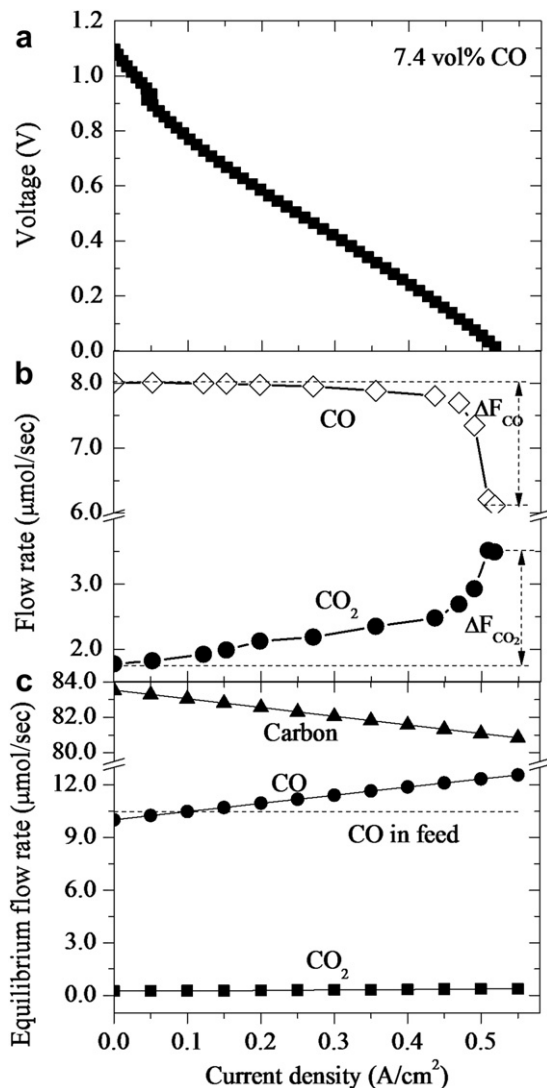 a
7.4 vol% CO
Voltage (V)
1.2
1.0
0.8
0.6
0.4
0.2
0.0
b
Flow rate (μmol/sec)
8.0
7.0
6.0
3.0
2.0
CO
ΔF_CO
CO₂
ΔF_CO₂
c
Equilibrium flow rate (μmol/sec)
84.0
82.0
80.0
12.0
9.0
6.0
3.0
0.0
Carbon
CO
CO in feed
CO₂
0.0 0.1 0.2 0.3 0.4 0.5
Current density (A/cm²)